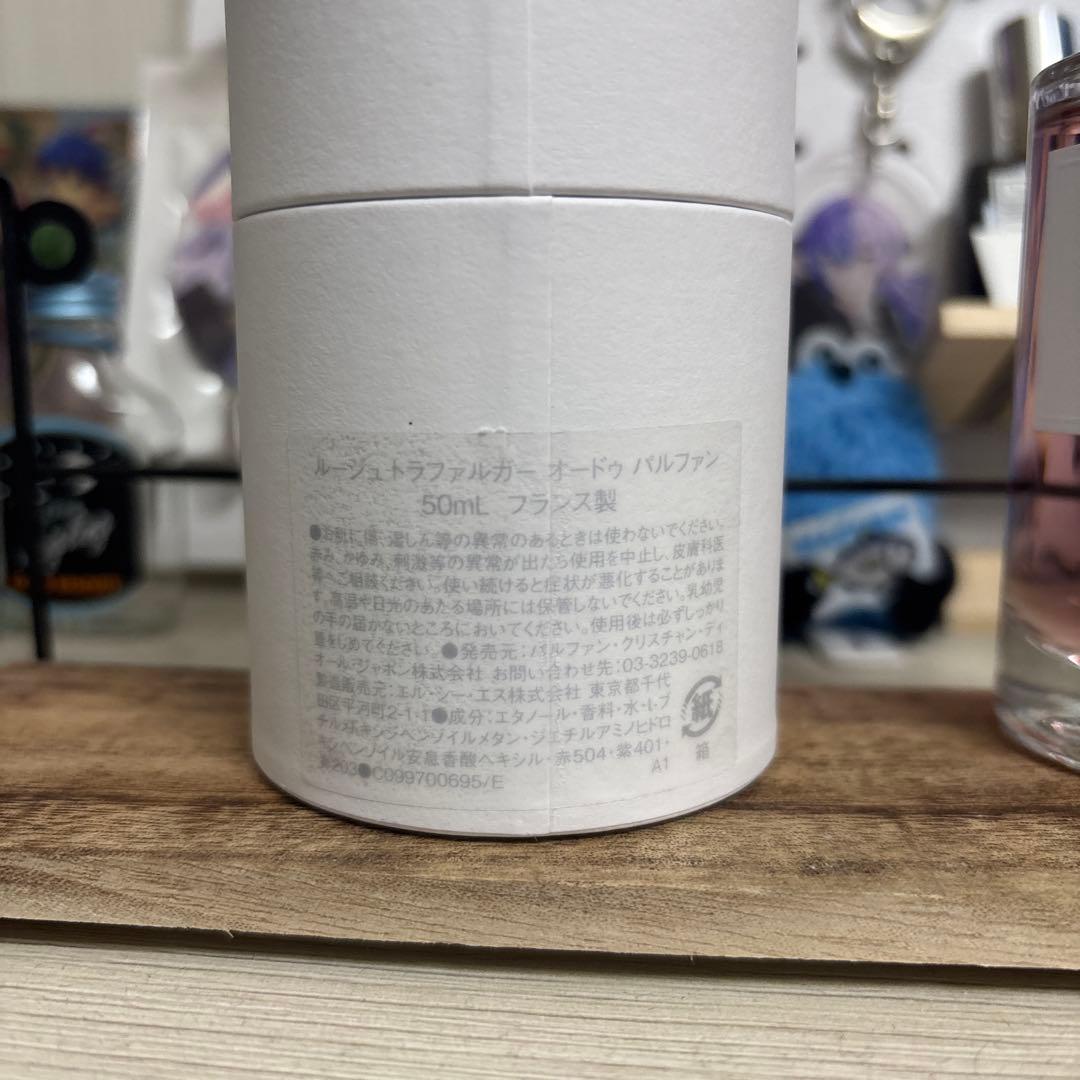 ルージュトラファルガー オードゥ パルファン
50mL フランス製
●お肌に傷、湿しん等の異常のあるときは使わないでください。
赤み、かゆみ、刺激等の異常が出たら使用を中止し、皮膚科医
等へご相談ください。使い続けると症状が悪化することがありま
す。高温や日光のあたる場所には保管しないでください。乳幼児
の手の届かないところにおいてください。使用後は必ずしっかり
蓋をしめてください。●発売元:パルファン・クリスチャン・ディ
オール・ジャポン株式会社 お問い合わせ先:03-3239-0618
製造販売元:エル・シー・エス株式会社 東京都千代
田区平河町2-1-1●成分:エタノール・香料・水・t-ブ
チルメトキシジベンゾイルメタン・ジエチルアミノヒドロ
キシベンゾイル安息香酸ヘキシル・赤504・紫401・
黄203●C099700695/E
A1
紙
箱